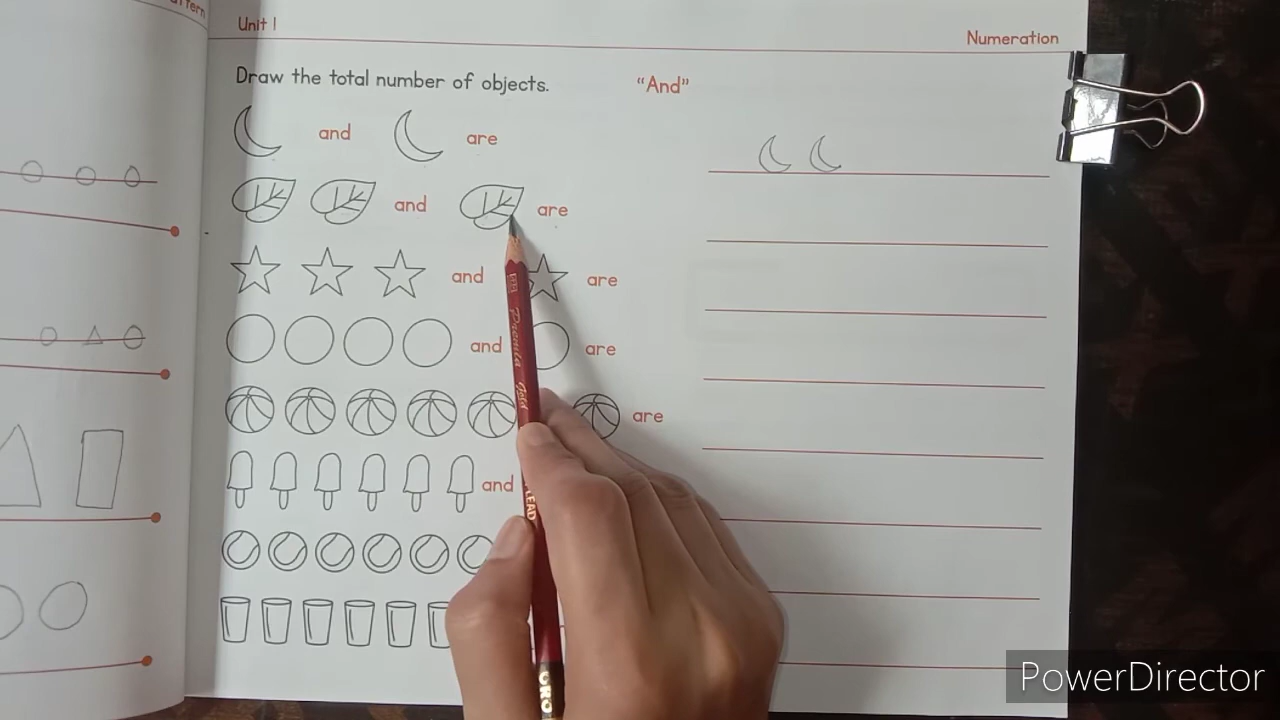 Unit 1
Numeration
Draw the total number of objects. "And"
and are
and are
and are
and are
are
and
PowerDirector